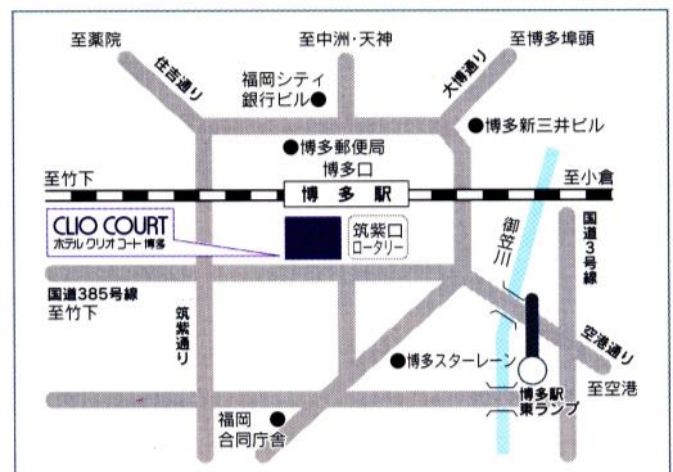 至薬院
至中洲・天神
至博多埠頭
住吉通り
福岡シティ
銀行ビル
大博通り
博多新三井ビル
博多郵便局
博多口
至竹下
博多駅
至小倉
CLIO COURT
ホテル クリオ コート 博多
筑紫口
ロータリー
御笠川
国道3号線
国道385号線
至竹下
筑紫通り
空港通り
博多スターレーン
至空港
博多駅
東ランプ
福岡
合同庁舎